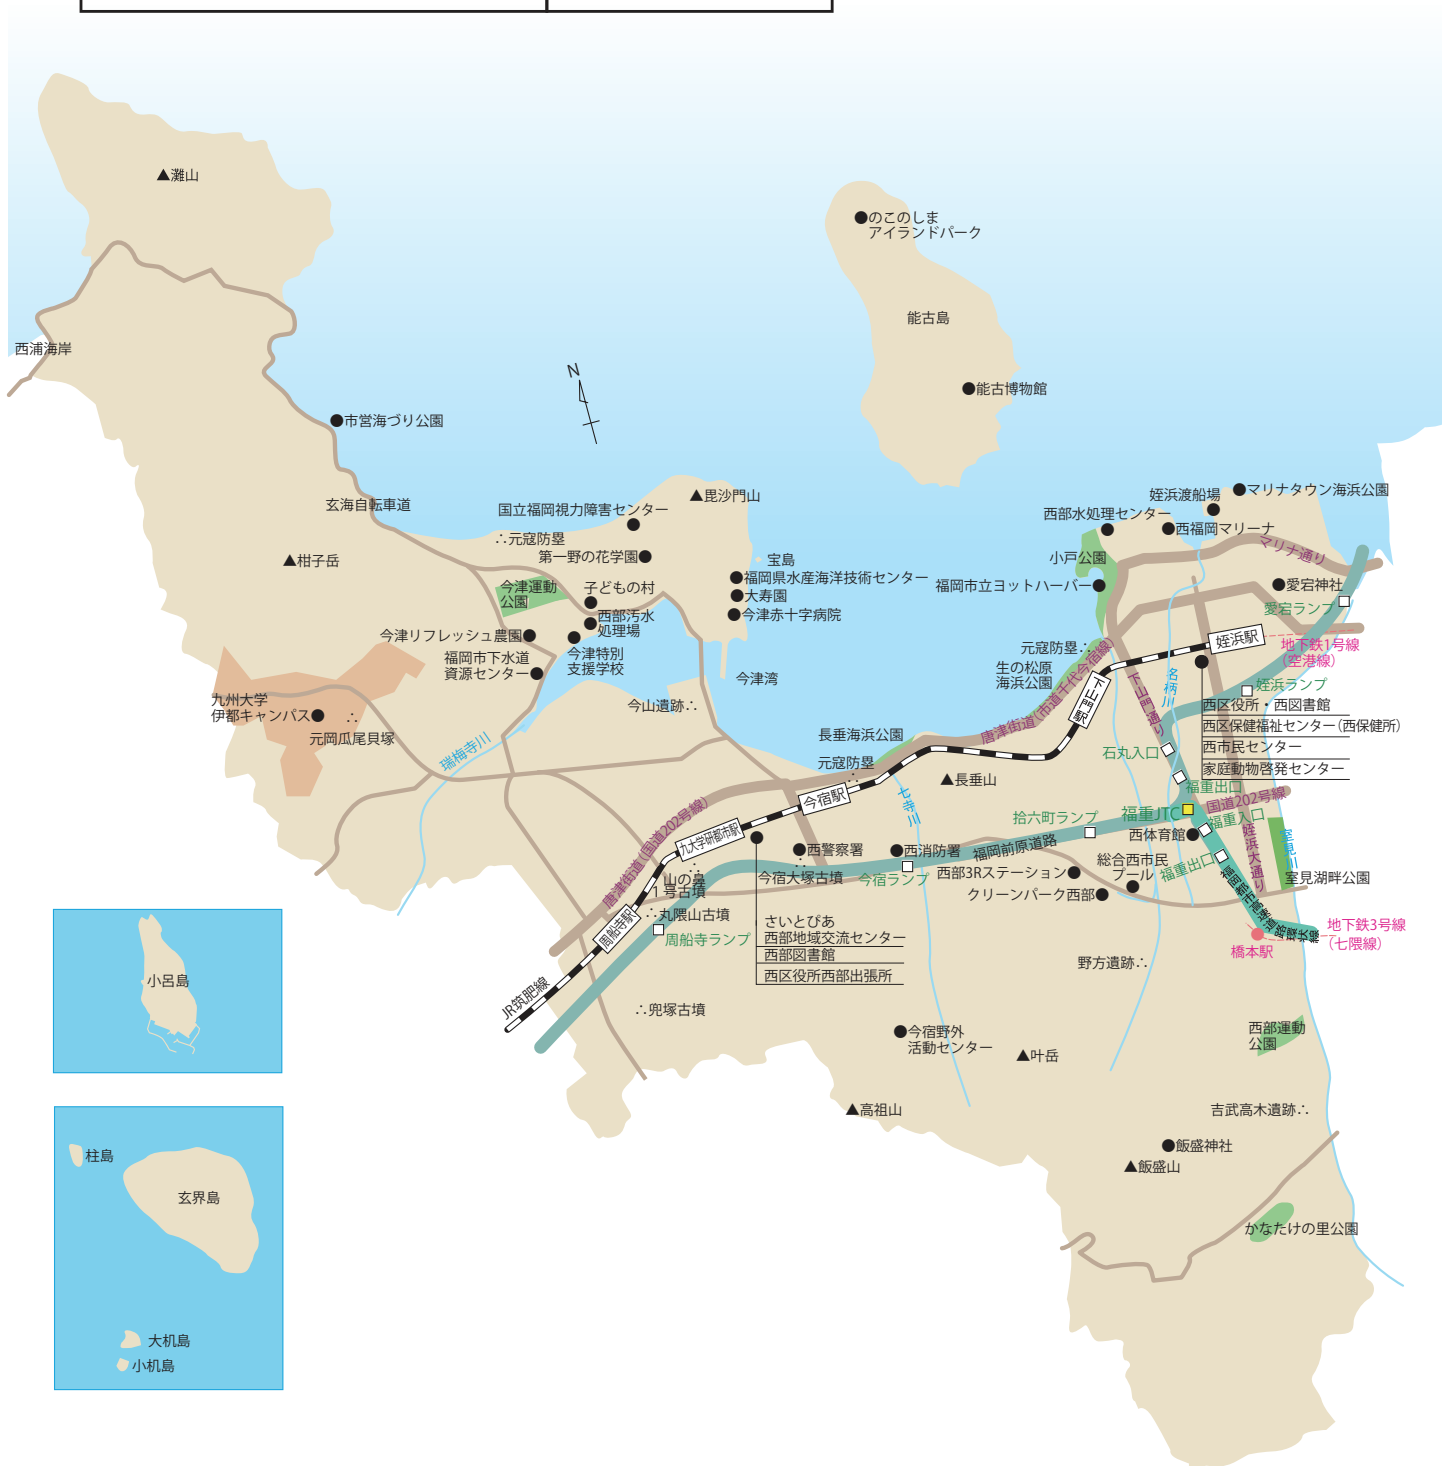 ▲灘山
●のこのしま
アイランドパーク
能古島
西浦海岸
N
●能古博物館
●市営海づり公園
玄海自転車道
▲毘沙門山
国立福岡視力障害センター
∴元寇防塁
第一野の花学園●
▲柑子岳
宝島
●福岡県水産海洋技術センター
●大寿園
●今津赤十字病院
今津運動
公園
子どもの村
西部汚水
処理場
今津リフレッシュ農園●
今津特別
支援学校
福岡市下水道
資源センター●
今津湾
今山遺跡∴
九州大学
伊都キャンパス●
元岡瓜尾貝塚
瑞梅寺川
姪浜渡船場
●マリナタウン海浜公園
西部水処理センター
●西福岡マリーナ
小戸公園
マリナ通り
福岡市立ヨットハーバー●
●愛宕神社
愛宕ランプ
姪浜駅
地下鉄1号線
(空港線)
元寇防塁∴
生の松原
海浜公園
下山門駅
下山門通り
名柄川
姪浜ランプ
西区役所・西図書館
西区保健福祉センター(西保健所)
西市民センター
家庭動物啓発センター
唐津街道(市道千代今宿線)
長垂海浜公園
元寇防塁
▲長垂山
石丸入口
福重出口
国道202号線
福重JTC
福重入口
西体育館●
福重出口
姪浜大通り
室見川
室見湖畔公園
今宿駅
七寺川
拾六町ランプ
福岡前原道路
唐津街道(国道202号線)
九大学研都市駅
●西警察署
今宿大塚古墳
●西消防署
今宿ランプ
西部3Rステーション●
総合西市民
プール
クリーンパーク西部●
福岡都市高速道路環状線
地下鉄3号線
(七隈線)
橋本駅
山の鼻
1号古墳
∴丸隈山古墳
周船寺駅
周船寺ランプ
さいとぴあ
西部地域交流センター
西部図書館
西区役所西部出張所
野方遺跡∴
JR筑肥線
∴兜塚古墳
●今宿野外
活動センター
▲叶岳
西部運動
公園
小呂島
▲高祖山
吉武高木遺跡∴
●飯盛神社
▲飯盛山
かなたけの里公園
柱島
玄界島
大机島
小机島